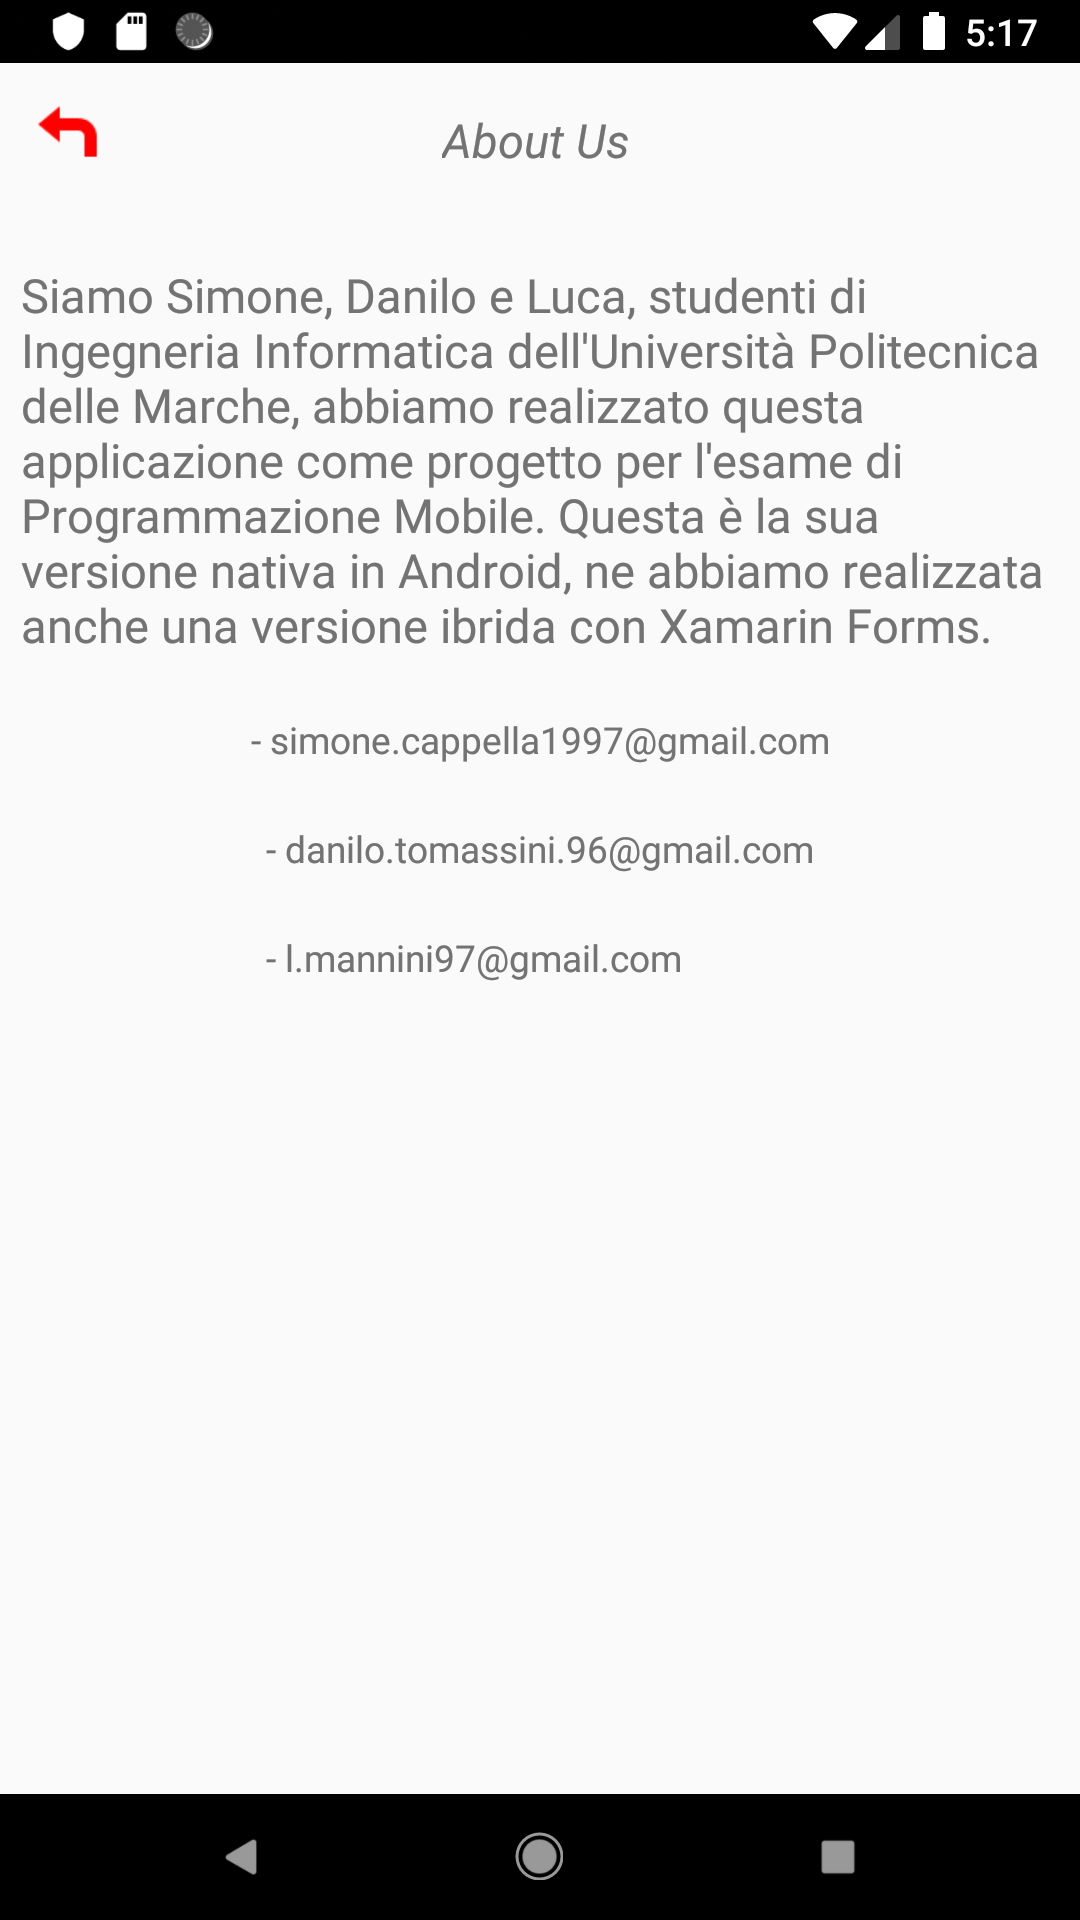 5:17
About Us
Siamo Simone, Danilo e Luca, studenti di
Ingegneria Informatica dell'Università Politecnica
delle Marche, abbiamo realizzato questa
applicazione come progetto per l'esame di
Programmazione Mobile. Questa è la sua
versione nativa in Android, ne abbiamo realizzata
anche una versione ibrida con Xamarin Forms.
- simone.cappella1997@gmail.com
- danilo.tomassini.96@gmail.com
- l.mannini97@gmail.com